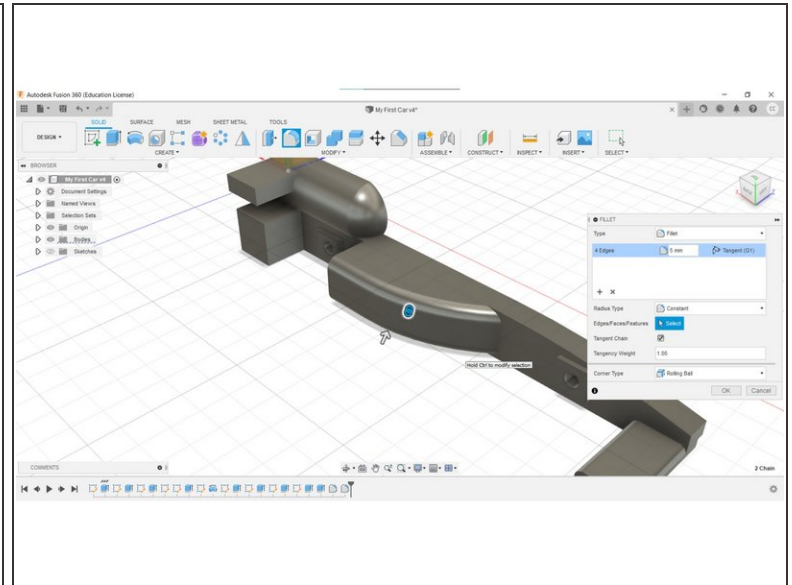 Autodesk Fusion 360 (Education License)
My First Car v4*
SOLID SURFACE MESH SHEET METAL TOOLS
DESIGN
CREATE MODIFY ASSEMBLE CONSTRUCT INSPECT INSERT SELECT
BROWSER
My First Car v4
Document Settings
Named Views
Selection Sets
Origin
Bodies
Sketches
FILLET
Type Fillet
4 Edges 5 mm Tangent (G1)
Radius Type Constant
Edges/Faces/Features Select
Tangent Chain
Tangency Weight 1.00
Corner Type Rolling Ball
OK Cancel
Hold Ctrl to modify selection
COMMENTS
2 Chain